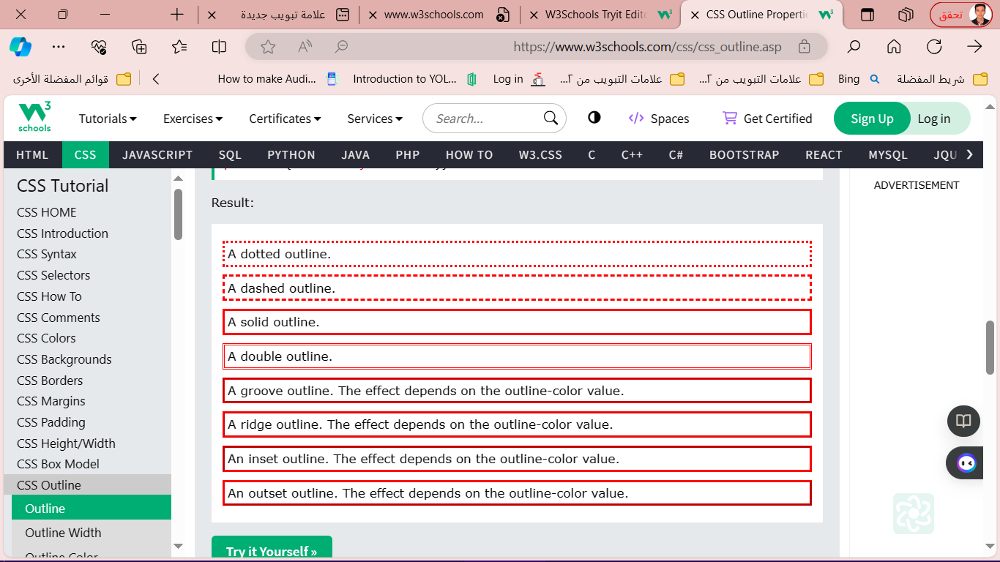 علامة تبويب جديدة
www.w3schools.com
W3Schools Tryit Edit
CSS Outline Properti
تحقق
https://www.w3schools.com/css/css_outline.asp
قوائم المفضلة الأخرى
How to make Audi...
Introduction to YOL...
Log in
علامات التبويب من ٢...
علامات التبويب من ٢...
Bing
شريط المفضلة
W3 schools
Tutorials
Exercises
Certificates
Services
Search...
Spaces
Get Certified
Sign Up
Log in
HTML CSS JAVASCRIPT SQL PYTHON JAVA PHP HOW TO W3.CSS C C++ C# BOOTSTRAP REACT MYSQL JQU
CSS Tutorial
CSS HOME
CSS Introduction
CSS Syntax
CSS Selectors
CSS How To
CSS Comments
CSS Colors
CSS Backgrounds
CSS Borders
CSS Margins
CSS Padding
CSS Height/Width
CSS Box Model
CSS Outline
Outline
Outline Width
Outline Color
Result:
A dotted outline.
A dashed outline.
A solid outline.
A double outline.
A groove outline. The effect depends on the outline-color value.
A ridge outline. The effect depends on the outline-color value.
An inset outline. The effect depends on the outline-color value.
An outset outline. The effect depends on the outline-color value.
Try it Yourself »
ADVERTISEMENT